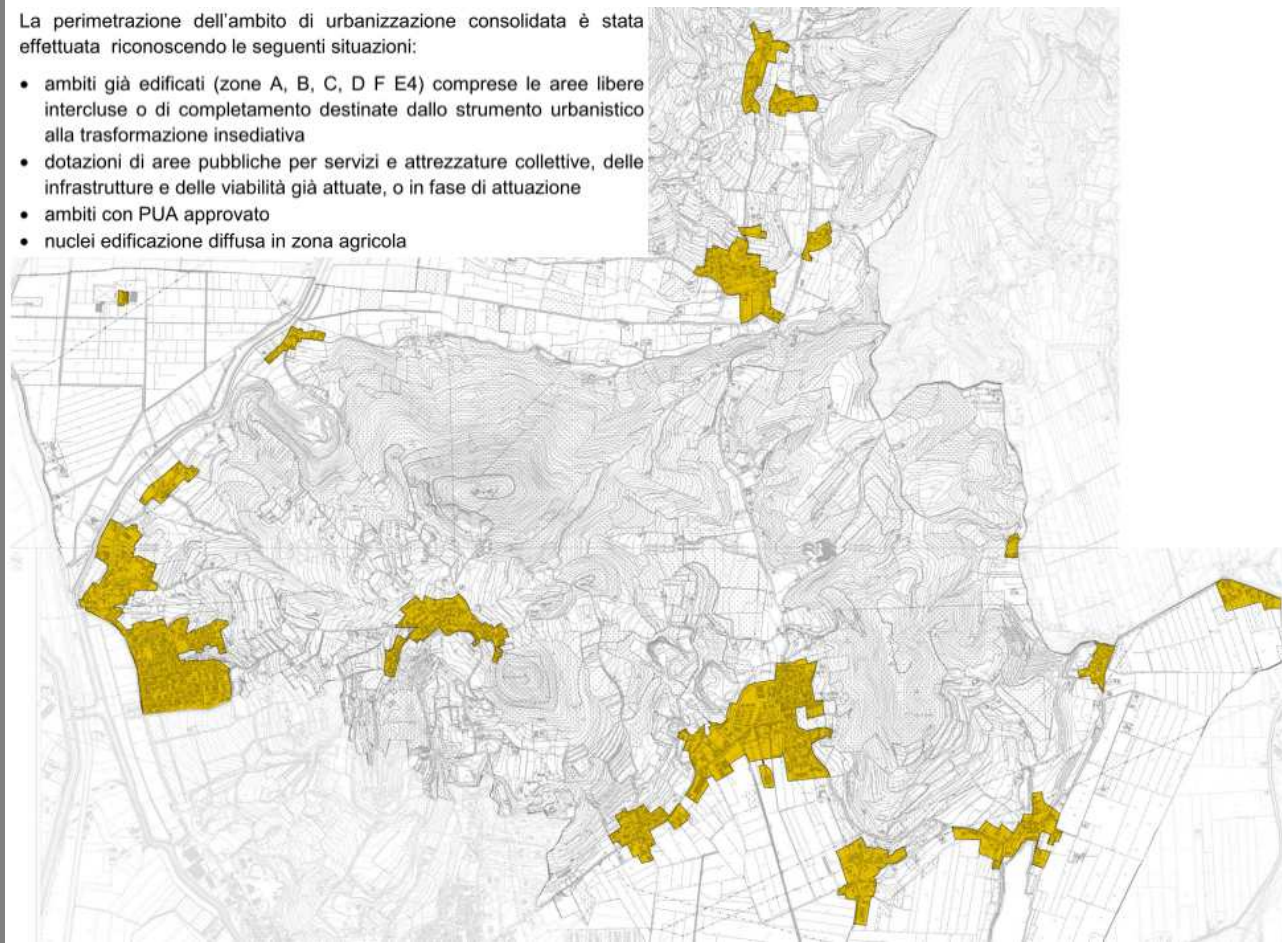 La perimetrazione dell'ambito di urbanizzazione consolidata è stata
effettuata riconoscendo le seguenti situazioni:
• ambiti già edificati (zone A, B, C, D F E4) comprese le aree libere
intercluse o di completamento destinate dallo strumento urbanistico
alla trasformazione insediativa
• dotazioni di aree pubbliche per servizi e attrezzature collettive, delle
infrastrutture e delle viabilità già attuate, o in fase di attuazione
• ambiti con PUA approvato
• nuclei edificazione diffusa in zona agricola